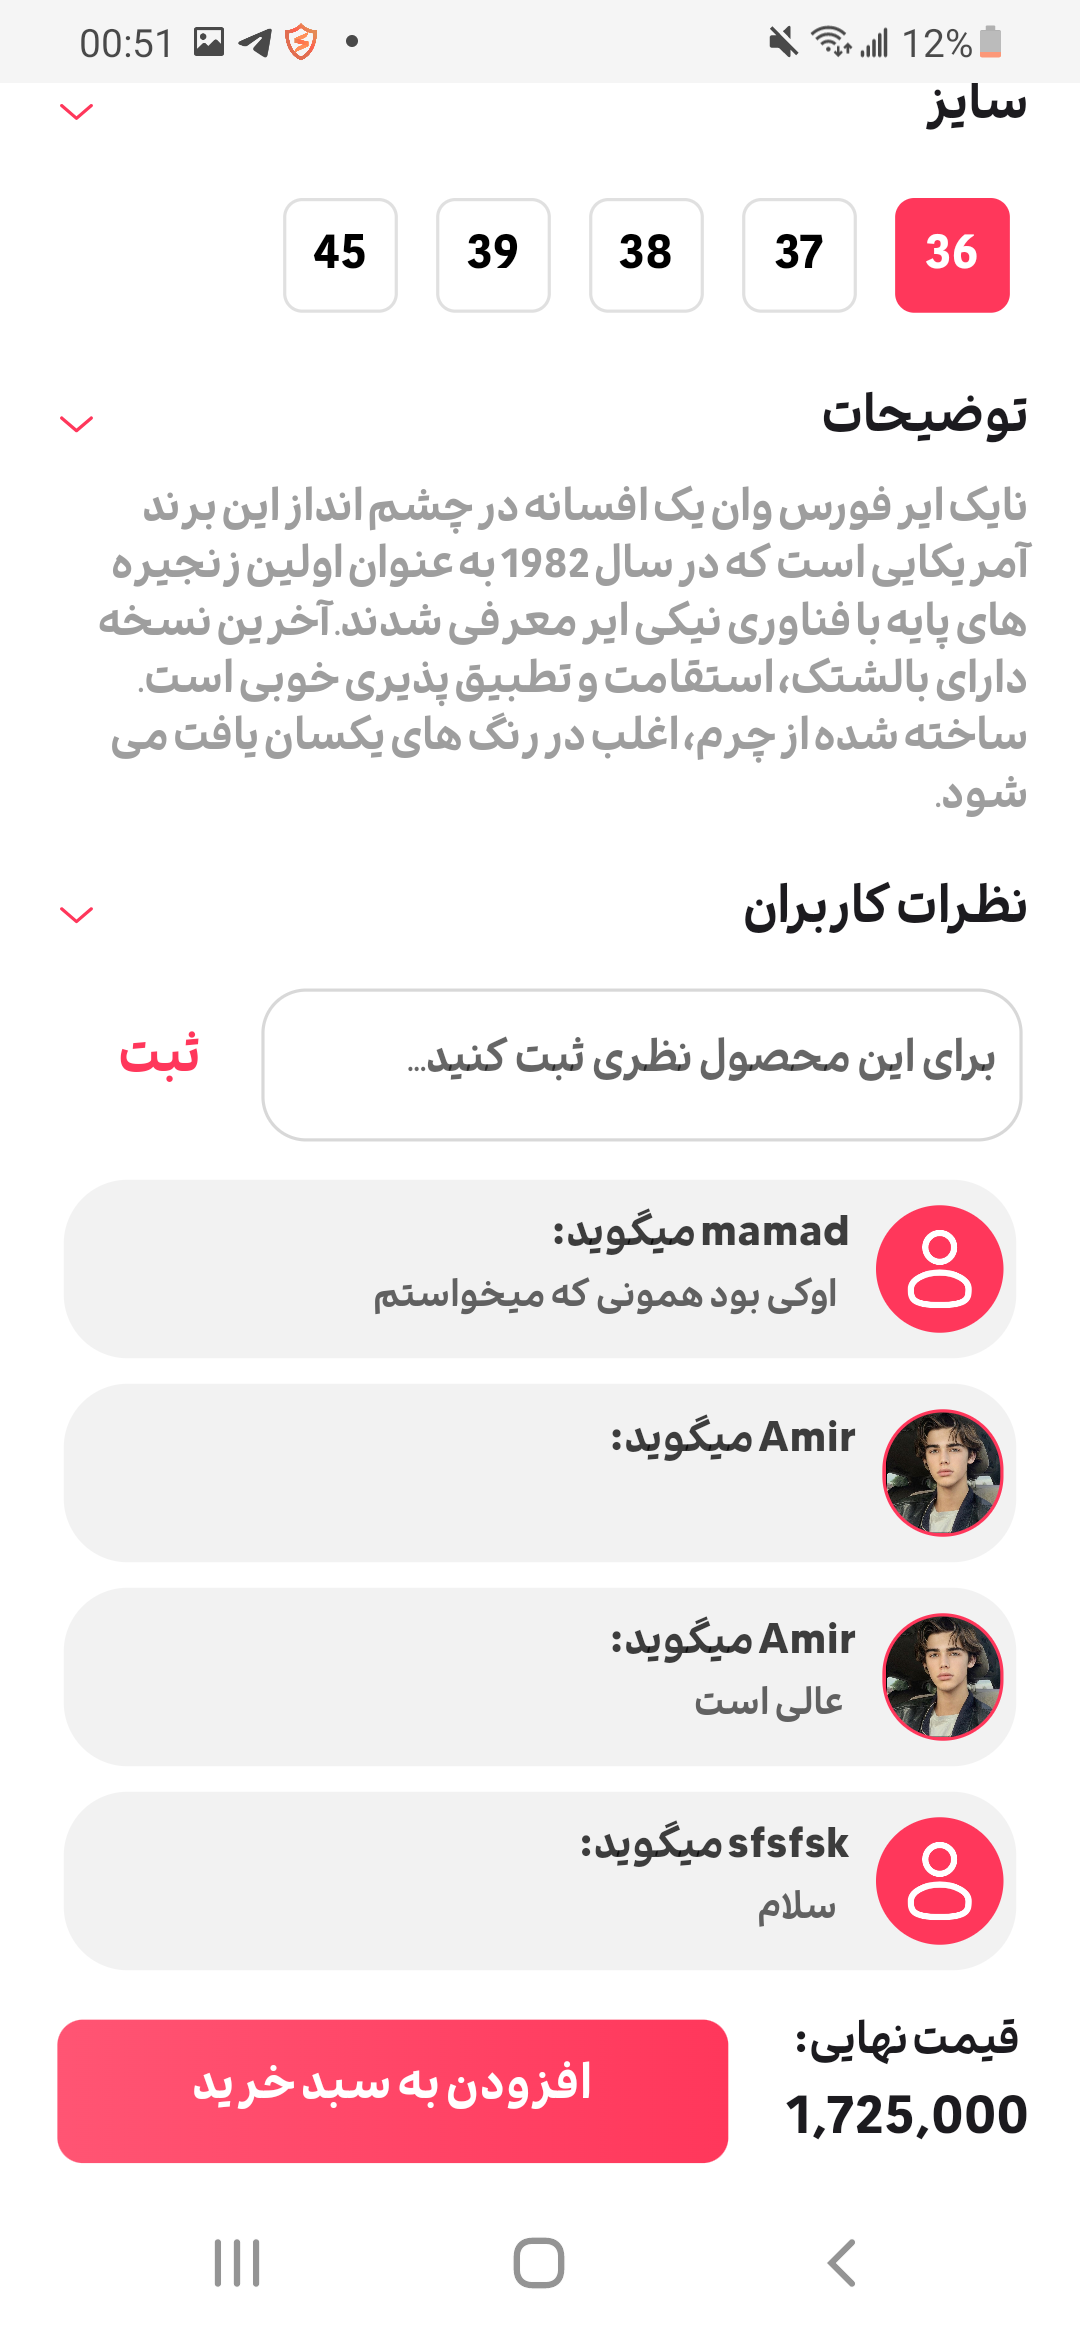 00:51
12%
سایز
36 37 38 39 45
توضیحات
نایک ایر فورس وان یک افسانه در چشم انداز این برند
آمریکایی است که در سال 1982 به عنوان اولین زنجیره
های پایه با فناوری نیکی ایر معرفی شدند.آخرین نسخه
دارای بالشتک، استقامت و تطبیق پذیری خوبی است.
ساخته شده از چرم، اغلب در رنگ های یکسان یافت می
شود.
نظرات کاربران
برای این محصول نظری ثبت کنید...
ثبت
mamad میگوید:
اوکی بود همونی که میخواستم
Amir میگوید:
Amir میگوید:
عالی است
sfsfsk میگوید:
سلام
قیمت نهایی:
1,725,000
افزودن به سبد خرید